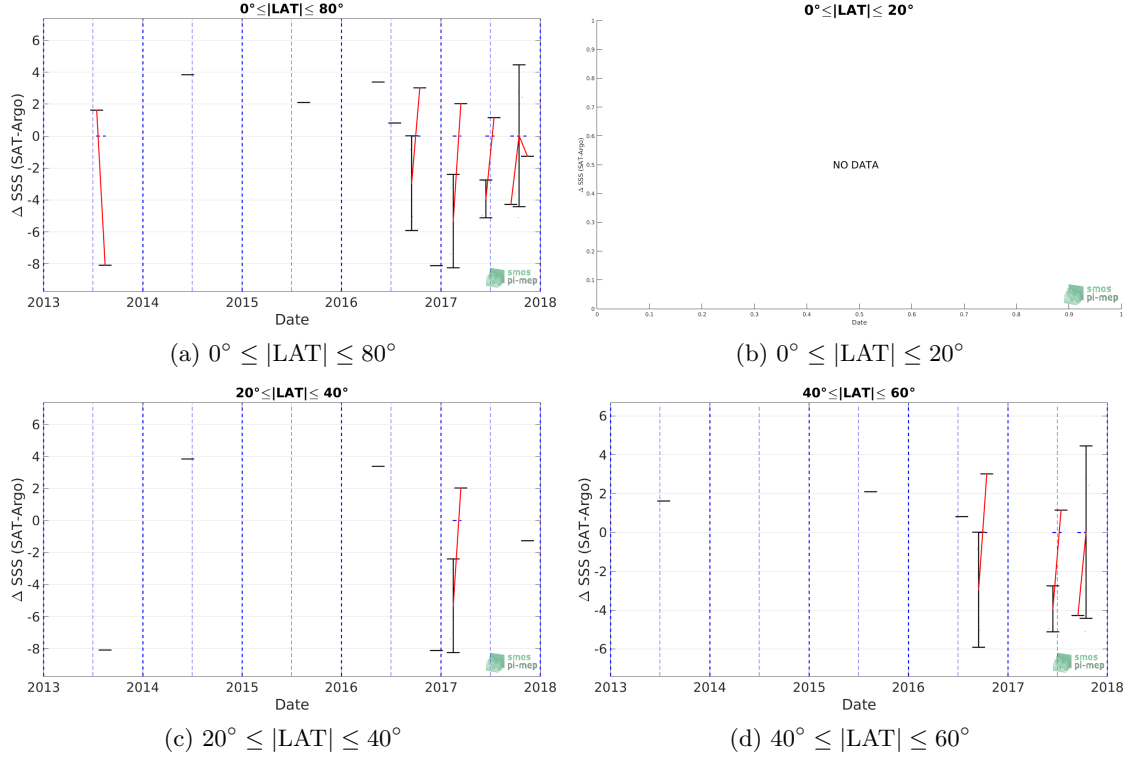 0°≤|LAT|≤ 80°
6
4
2
0
-2
-4
-6
-8
Δ SSS (SAT-Argo)
2013 2014 2015 2016 2017 2018
Date
smos
pi-mep
(a) 0° ≤ |LAT| ≤ 80°
0°≤|LAT|≤ 20°
1
0.9
0.8
0.7
0.6
0.5
0.4
0.3
0.2
0.1
0
Δ SSS (SAT-Argo)
NO DATA
0 0.1 0.2 0.3 0.4 0.5 0.6 0.7 0.8 0.9 1
Date
smos
pi-mep
(b) 0° ≤ |LAT| ≤ 20°
20°≤|LAT|≤ 40°
6
4
2
0
-2
-4
-6
-8
Δ SSS (SAT-Argo)
2013 2014 2015 2016 2017 2018
Date
smos
pi-mep
(c) 20° ≤ |LAT| ≤ 40°
40°≤|LAT|≤ 60°
6
4
2
0
-2
-4
-6
Δ SSS (SAT-Argo)
2013 2014 2015 2016 2017 2018
Date
smos
pi-mep
(d) 40° ≤ |LAT| ≤ 60°